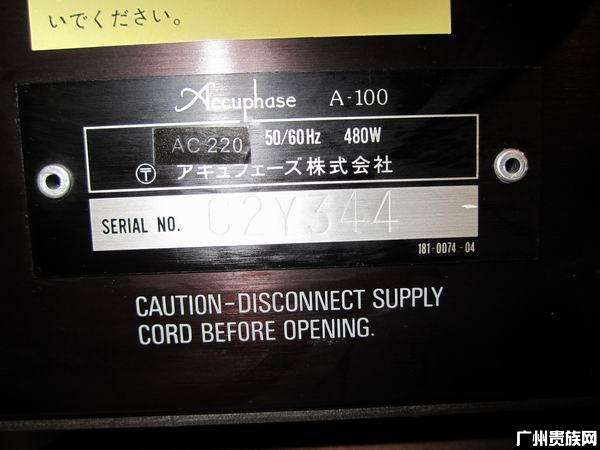 いでください。
Accuphase A-100
AC 220 50/60Hz 480W
〒 アキュフェーズ株式会社
SERIAL NO. C2Y344
181-0074-04
CAUTION-DISCONNECT SUPPLY
CORD BEFORE OPENING.
广州贵族网